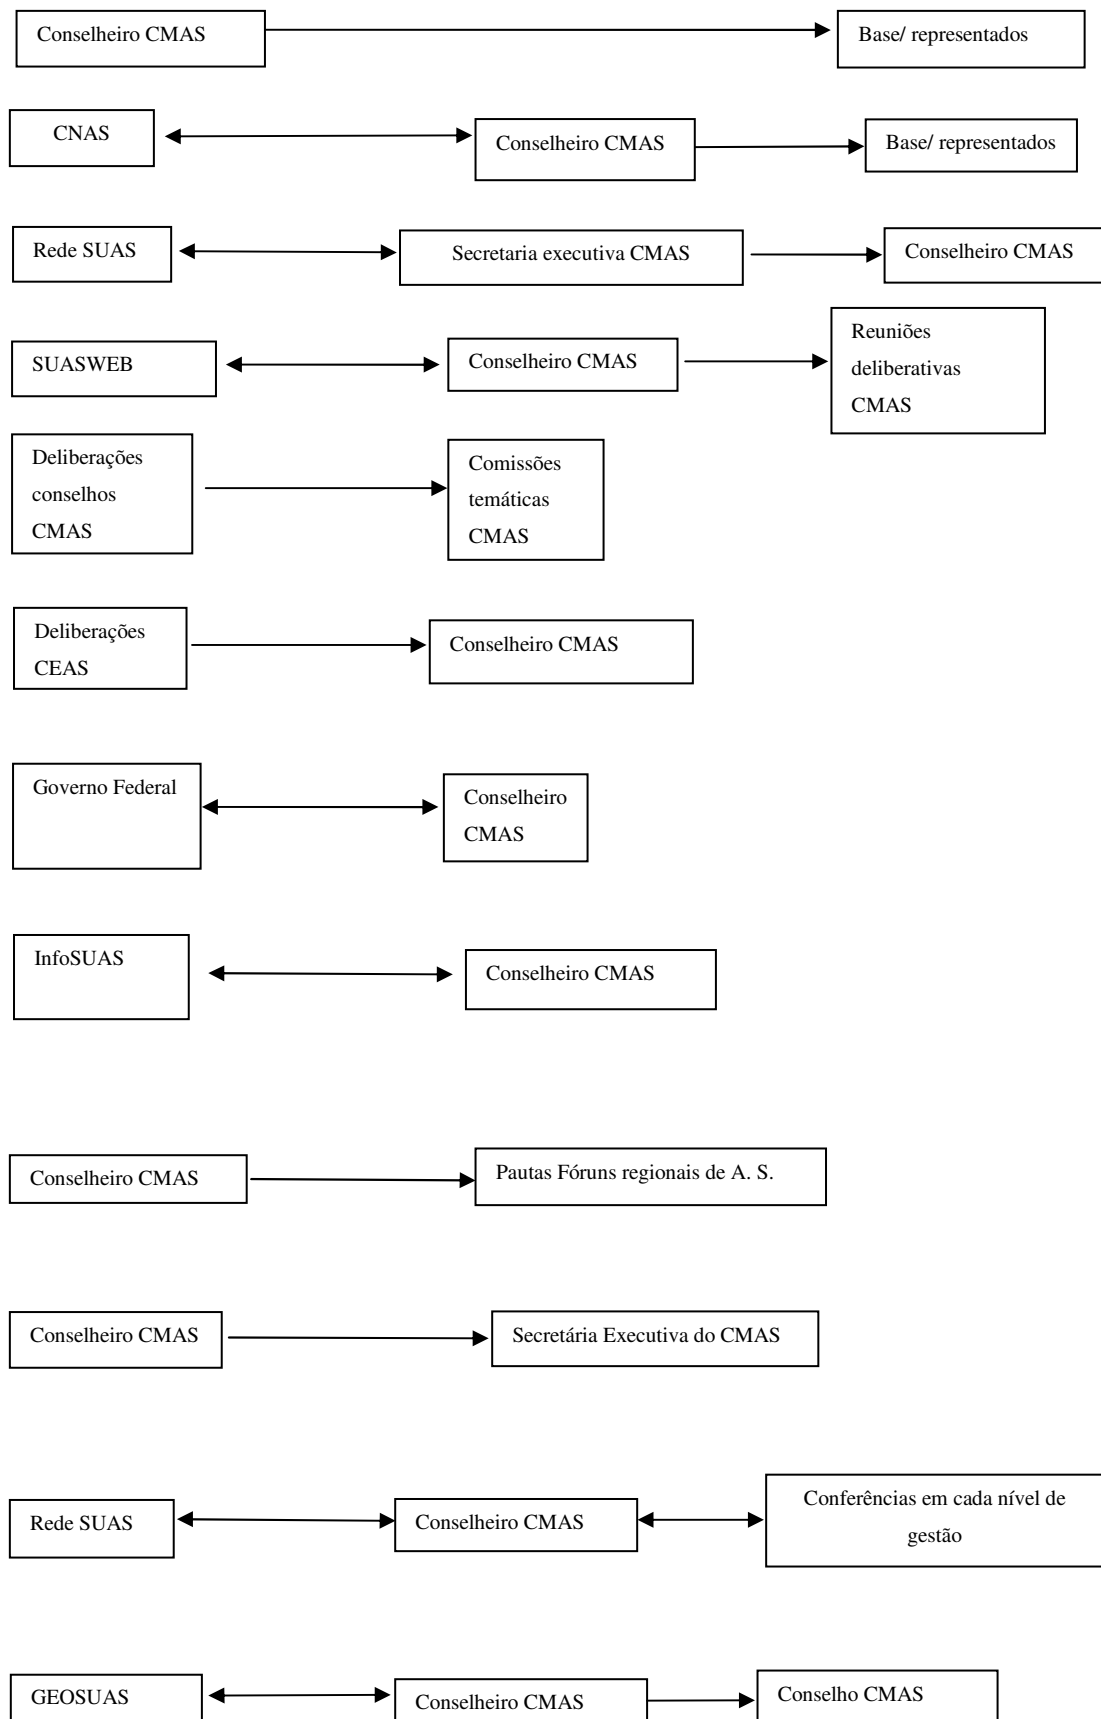 Conselheiro CMAS
Base/ representados
CNAS
Conselheiro CMAS
Base/ representados
Rede SUAS
Secretaria executiva CMAS
Conselheiro CMAS
SUASWEB
Conselheiro CMAS
Reuniões
deliberativas
CMAS
Deliberações
conselhos
CMAS
Comissões
temáticas
CMAS
Deliberações
CEAS
Conselheiro CMAS
Governo Federal
Conselheiro
CMAS
InfoSUAS
Conselheiro CMAS
Conselheiro CMAS
Pautas Fóruns regionais de A. S.
Conselheiro CMAS
Secretária Executiva do CMAS
Rede SUAS
Conselheiro CMAS
Conferências em cada nível de
gestão
GEOSUAS
Conselheiro CMAS
Conselho CMAS